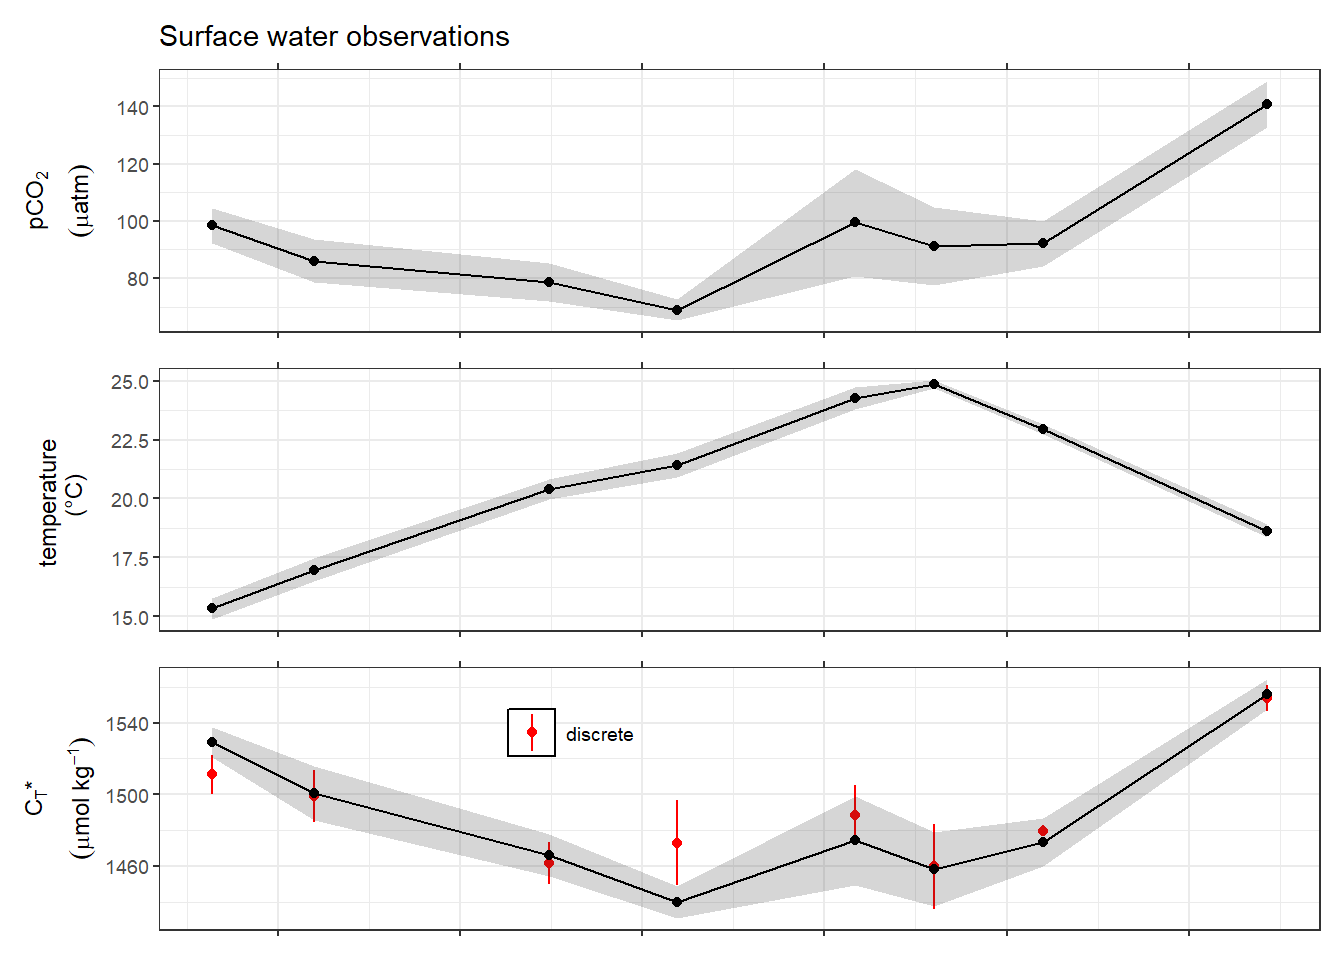 Surface water observations
pCO₂
(µatm)
140
120
100
80
temperature
(°C)
25.0
22.5
20.0
17.5
15.0
C_T*
(µmol kg⁻¹)
1540
1500
1460
discrete